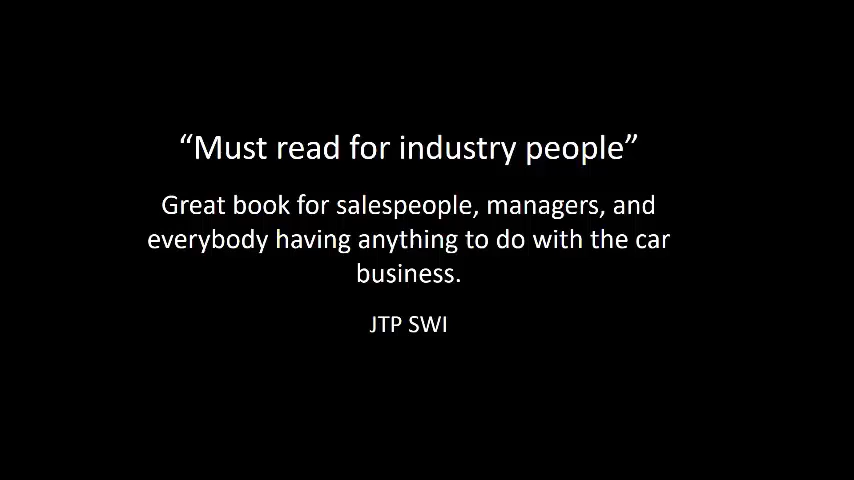 “Must read for industry people”
Great book for salespeople, managers, and
everybody having anything to do with the car
business.
JTP SWI